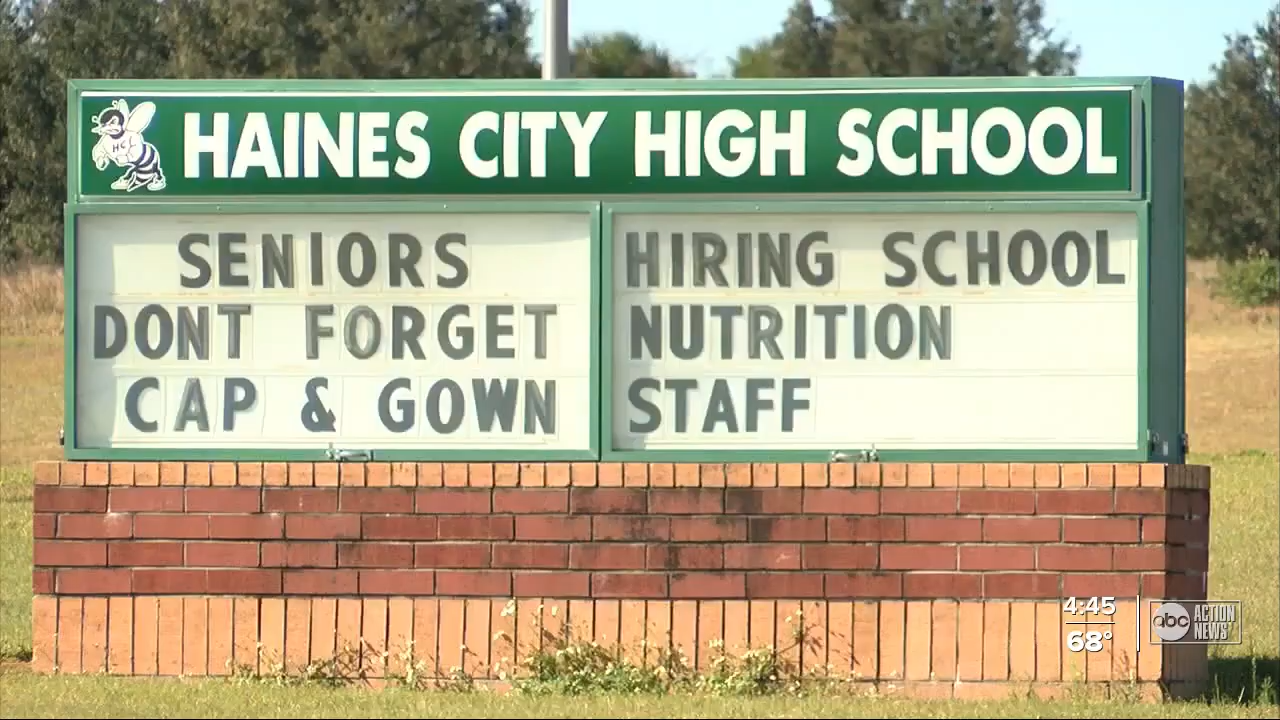 HAINES CITY HIGH SCHOOL
SENIORS
DONT FORGET
CAP & GOWN
HIRING SCHOOL
NUTRITION
STAFF
4:45
68°
abc ACTION
NEWS